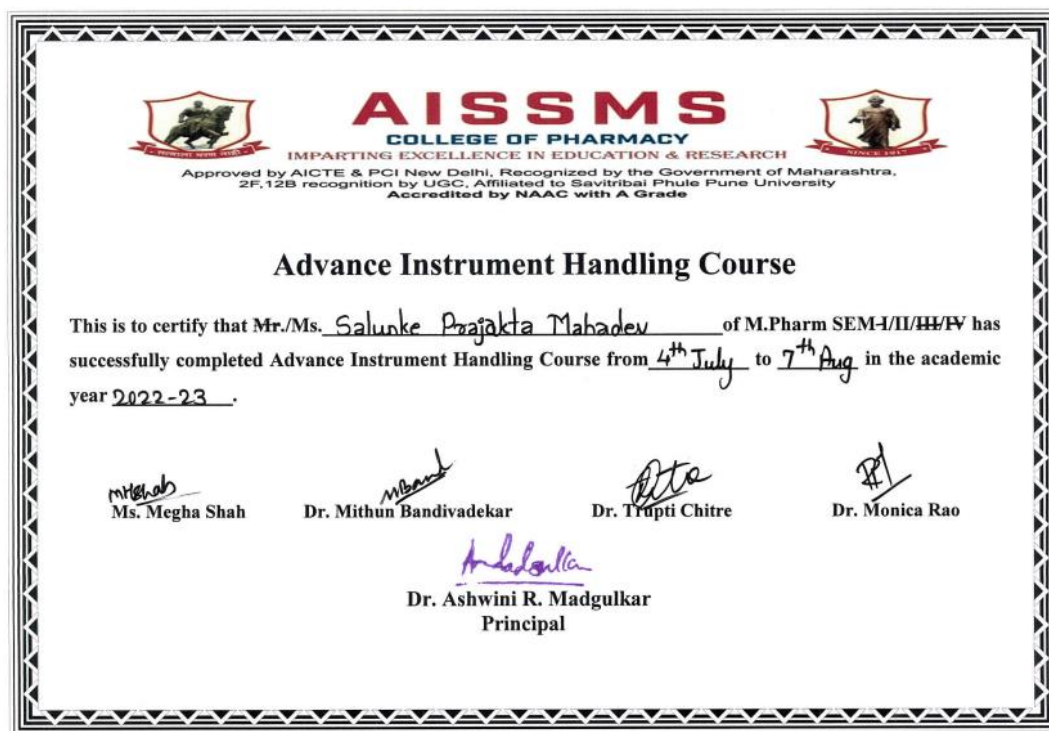 AISSMS
COLLEGE OF PHARMACY
IMPARTING EXCELLENCE IN EDUCATION & RESEARCH
SINCE 1917
Approved by AICTE & PCI New Delhi, Recognized by the Government of Maharashtra,
2F,12B recognition by UGC, Affiliated to Savitribai Phule Pune University
Accredited by NAAC with A Grade
Advance Instrument Handling Course
This is to certify that Mr./Ms. Salunke Prajakta Mahadev of M.Pharm SEM-I/II/III/IV has
successfully completed Advance Instrument Handling Course from 4th July to 7th Aug in the academic
year 2022-23.
MHShah
Ms. Megha Shah
Dr. Mithun Bandivadekar
Dr. Trupti Chitre
Dr. Monica Rao
Dr. Ashwini R. Madgulkar
Principal